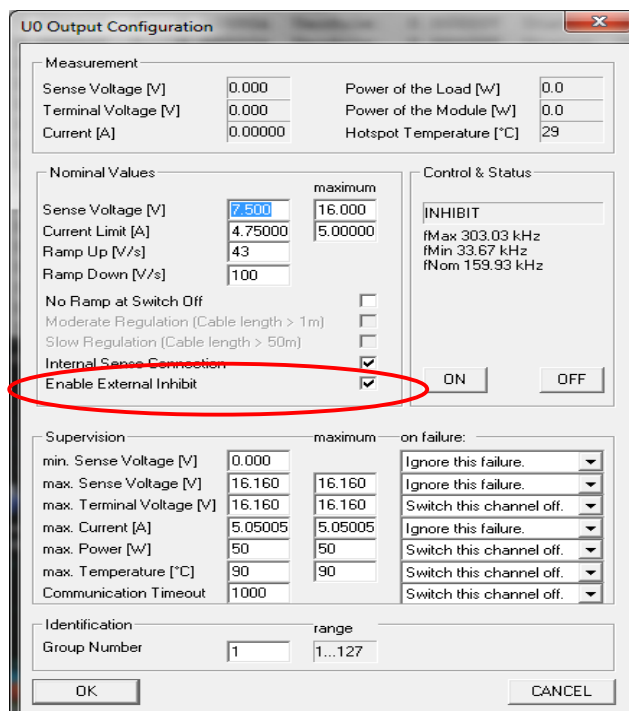 U0 Output Configuration
Measurement
Sense Voltage [V] 0.000 Power of the Load [W] 0.0
Terminal Voltage [V] 0.000 Power of the Module [W] 0.0
Current [A] 0.00000 Hotspot Temperature [°C] 29
Nominal Values
maximum
Sense Voltage [V] 7.500 16.000
Current Limit [A] 4.75000 5.00000
Ramp Up [V/s] 43
Ramp Down [V/s] 100
No Ramp at Switch Off
Moderate Regulation (Cable length > 1m)
Slow Regulation (Cable length > 50m)
Internal Sense Connection
Enable External Inhibit
Control & Status
INHIBIT
fMax 303.03 kHz
fMin 33.67 kHz
fNom 159.93 kHz
ON OFF
Supervision maximum on failure:
min. Sense Voltage [V] 0.000 Ignore this failure.
max. Sense Voltage [V] 16.160 16.160 Ignore this failure.
max. Terminal Voltage [V] 16.160 16.160 Switch this channel off.
max. Current [A] 5.05005 5.05005 Ignore this failure.
max. Power [W] 50 50 Switch this channel off.
max. Temperature [°C] 90 90 Switch this channel off.
Communication Timeout 1000 Switch this channel off.
Identification range
Group Number 1 1...127
OK CANCEL